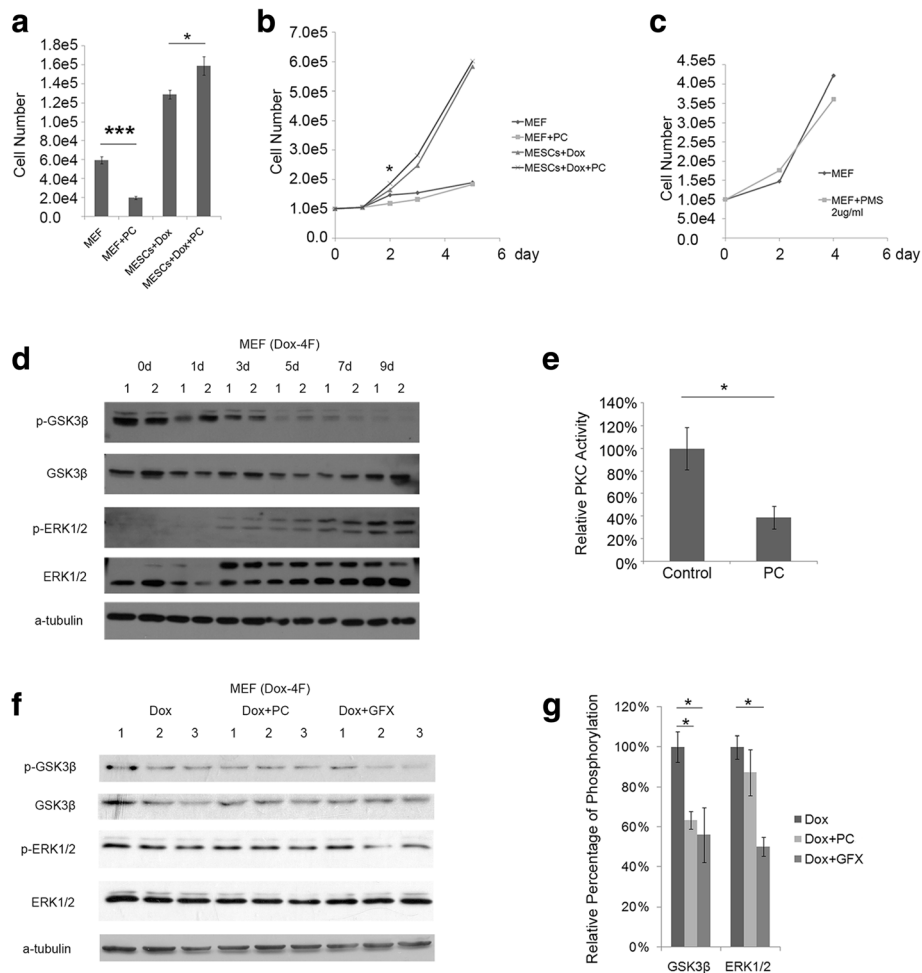 a
Cell Number
1.8e5
1.6e5
1.4e5
1.2e5
1.0e5
8.0e4
6.0e4
4.0e4
2.0e4
0.0
***
*
MEF
MEF+PC
MESCs+Dox
MESCs+Dox+PC
b
Cell Number
7.0e5
6.0e5
5.0e5
4.0e5
3.0e5
2.0e5
1.0e5
0.0
*
0
2
4
6 day
MEF
MEF+PC
MESCs+Dox
MESCs+Dox+PC
c
Cell Number
4.5e5
4.0e5
3.5e5
3.0e5
2.5e5
2.0e5
1.5e5
1.0e5
5.0e4
0.0
0
2
4
6 day
MEF
MEF+PMS
2ug/ml
d
MEF (Dox-4F)
0d 1d 3d 5d 7d 9d
1 2 1 2 1 2 1 2 1 2 1 2
p-GSK3β
GSK3β
p-ERK1/2
ERK1/2
a-tubulin
e
Relative PKC Activity
140%
120%
100%
80%
60%
40%
20%
0%
*
Control
PC
f
MEF (Dox-4F)
Dox Dox+PC Dox+GFX
1 2 3 1 2 3 1 2 3
p-GSK3β
GSK3β
p-ERK1/2
ERK1/2
a-tubulin
g
Relative Percentage of Phosphorylation
120%
100%
80%
60%
40%
20%
0%
*
*
*
GSK3β
ERK1/2
Dox
Dox+PC
Dox+GFX